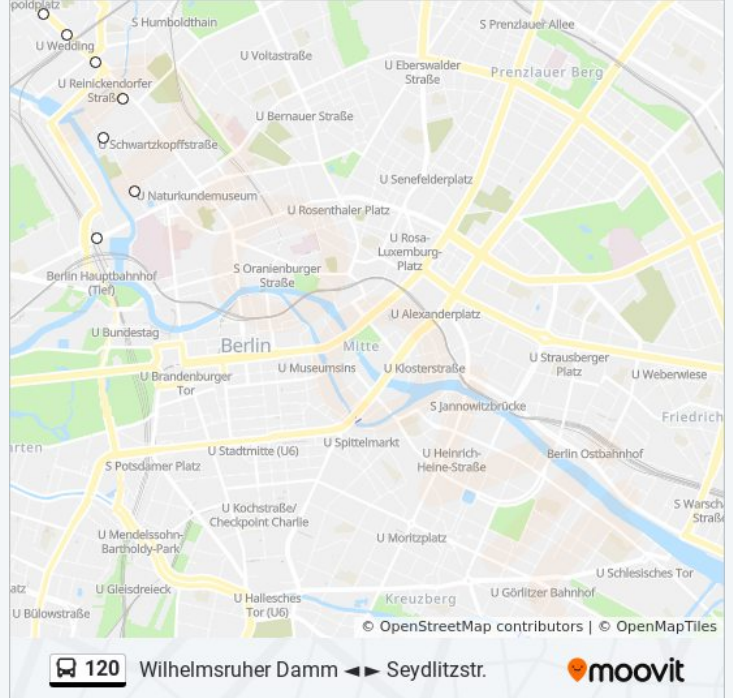 poldplatz
S Humboldthain
S Prenzlauer Allee
U Wedding
U Voltastraße
U Eberswalder
Straße
Prenzlauer Berg
U Reinickendorfer
Straße
U Bernauer Straße
U Schwartzkopffstraße
U Senefelderplatz
U Naturkundemuseum
U Rosenthaler Platz
U Rosa-
Luxemburg-
Platz
S Oranienburger
Straße
Berlin Hauptbahnhof
(Tief)
U Alexanderplatz
U Bundestag
Berlin
Mitte
U Strausberger
Platz
U Museumsins
U Klosterstraße
U Weberwiese
U Brandenburger
Tor
S Jannowitzbrücke
Friedrich
rten
U Spittelmarkt
U Stadtmitte (U6)
U Heinrich-
Heine-Straße
Berlin Ostbahnhof
S Potsdamer Platz
S Warsch
Straße
U Kochstraße/
Checkpoint Charlie
U Mendelssohn-
Bartholdy-Park
U Moritzplatz
U Schlesisches Tor
atz
U Gleisdreieck
U Hallesches
Tor (U6)
Kreuzberg
U Görlitzer Bahnhof
U Bülowstraße
© OpenStreetMap contributors | © OpenMapTiles
120 Wilhelmsruher Damm ◄► Seydlitzstr.
moovit